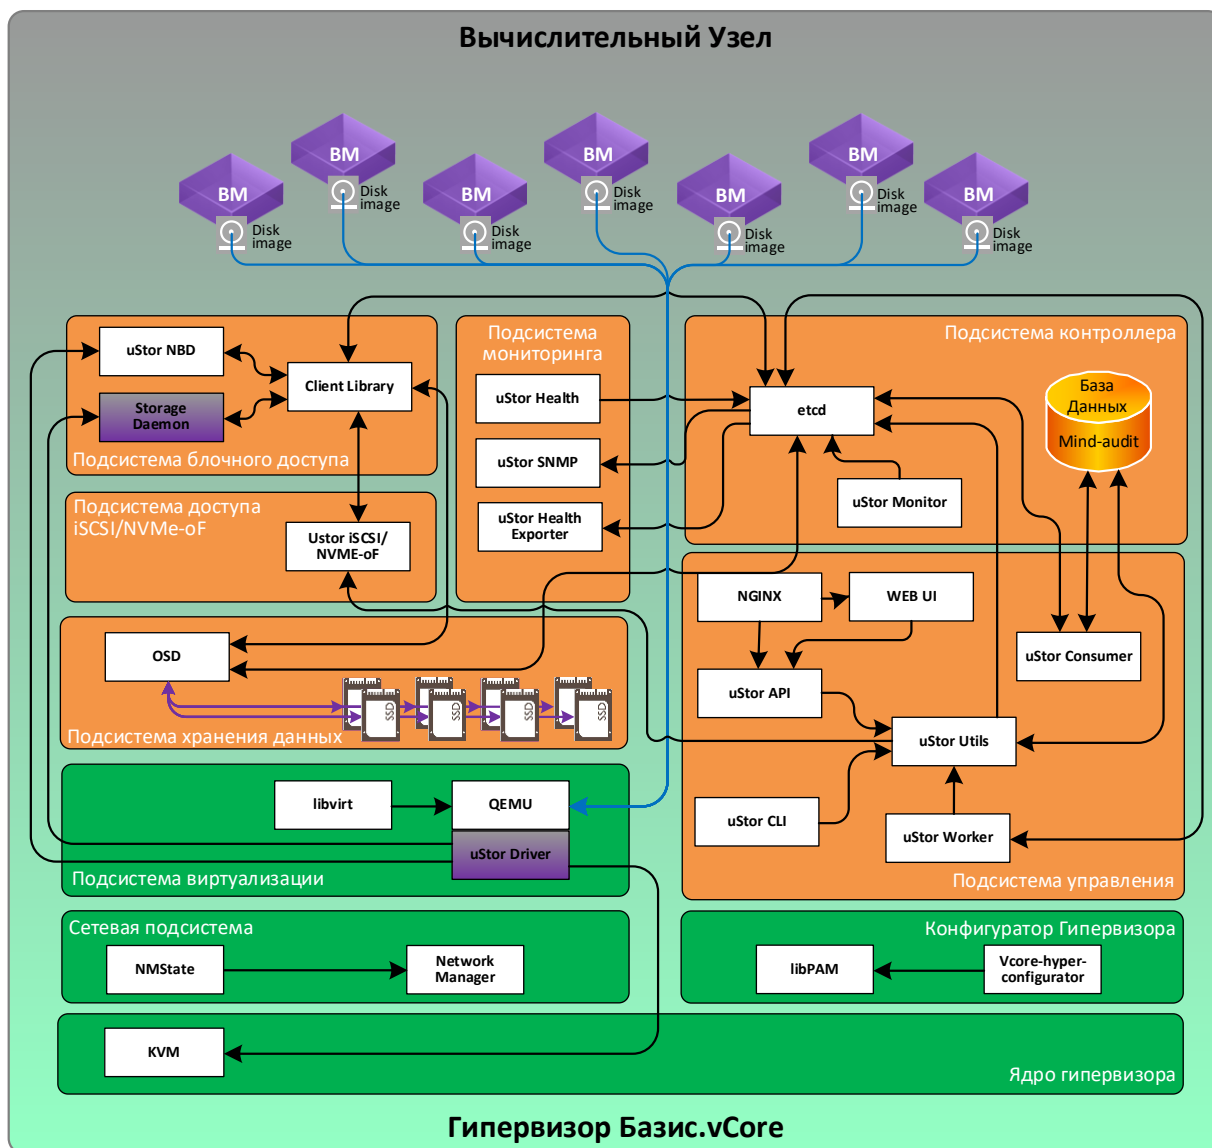 Вычислительный Узел
ВМ
Disk
image
ВМ
Disk
image
ВМ
Disk
image
ВМ
Disk
image
ВМ
Disk
image
ВМ
Disk
image
ВМ
Disk
image
uStor NBD
Client Library
Storage
Daemon
Подсистема блочного доступа
Подсистема
мониторинга
uStor Health
uStor SNMP
uStor Health
Exporter
Подсистема контроллера
etcd
База
Данных
Mind-audit
uStor Monitor
Подсистема доступа
iSCSI/NVMe-oF
Ustor iSCSI/
NVME-oF
NGINX
WEB UI
uStor Consumer
uStor API
uStor Utils
uStor CLI
uStor Worker
Подсистема управления
OSD
SSD
SSD
SSD
SSD
Подсистема хранения данных
libvirt
QEMU
uStor Driver
Подсистема виртуализации
Сетевая подсистема
NMState
Network
Manager
Конфигуратор Гипервизора
libPAM
Vcore-hyper-
configurator
KVM
Ядро гипервизора
Гипервизор Базис.vCore